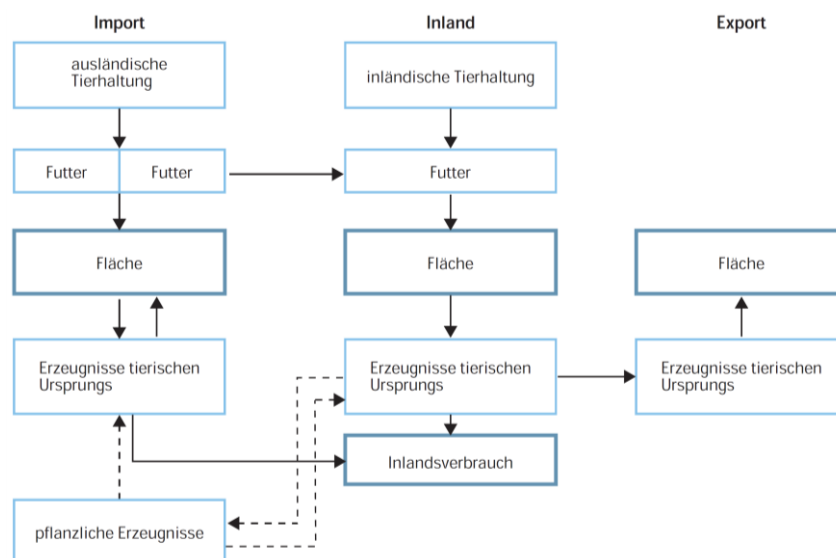 Import
Inland
Export
ausländische
Tierhaltung
inländische Tierhaltung
Futter
Futter
Futter
Fläche
Fläche
Fläche
Erzeugnisse tierischen
Ursprungs
Erzeugnisse tierischen
Ursprungs
Erzeugnisse tierischen
Ursprungs
Inlandsverbrauch
pflanzliche Erzeugnisse